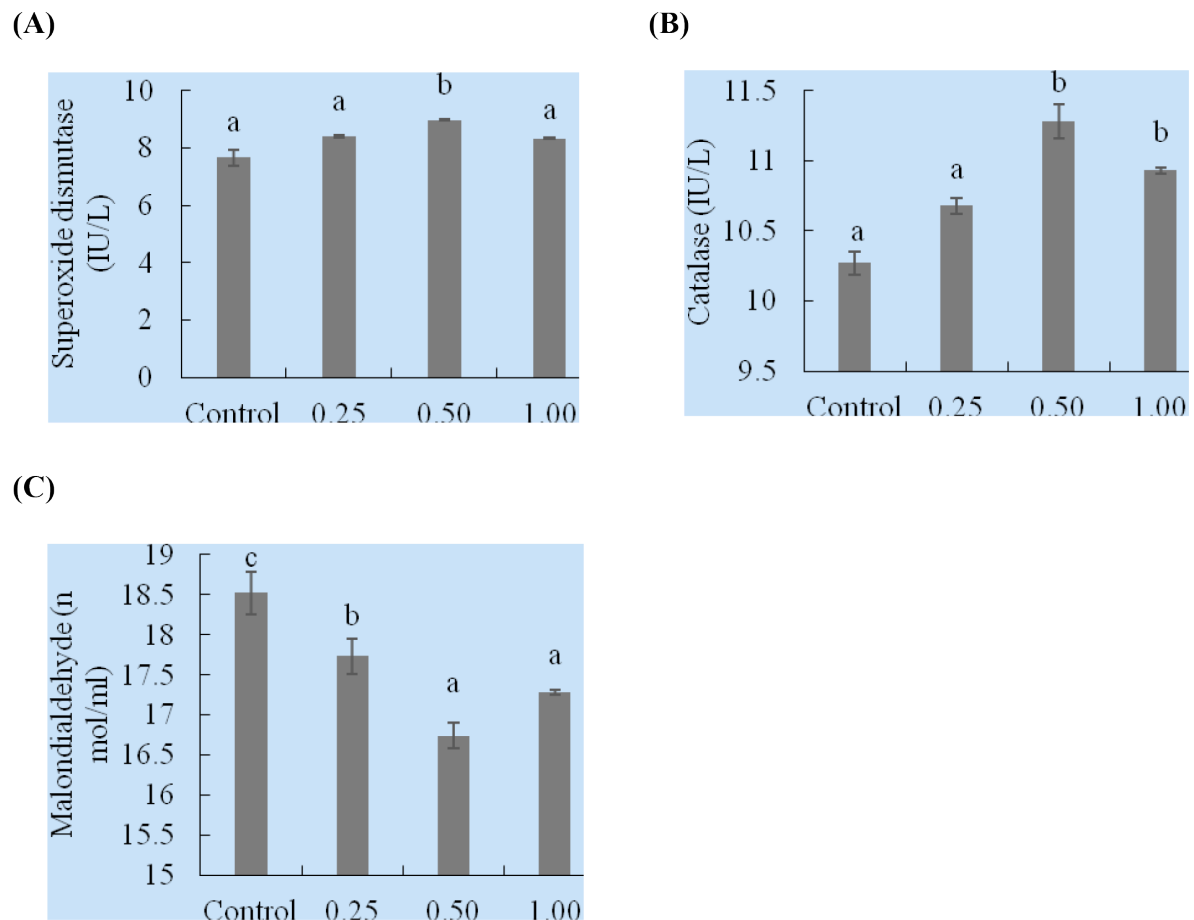 (A)
(B)
Superoxide dismutase
(IU/L)
10
8
6
4
2
0
a
a
b
a
Control
0.25
0.50
1.00
Catalase (IU/L)
11.5
11
10.5
10
9.5
a
a
b
b
Control
0.25
0.50
1.00
(C)
Malondialdehyde (n
mol/ml)
19
18.5
18
17.5
17
16.5
16
15.5
15
c
b
a
a
Control
0.25
0.50
1.00